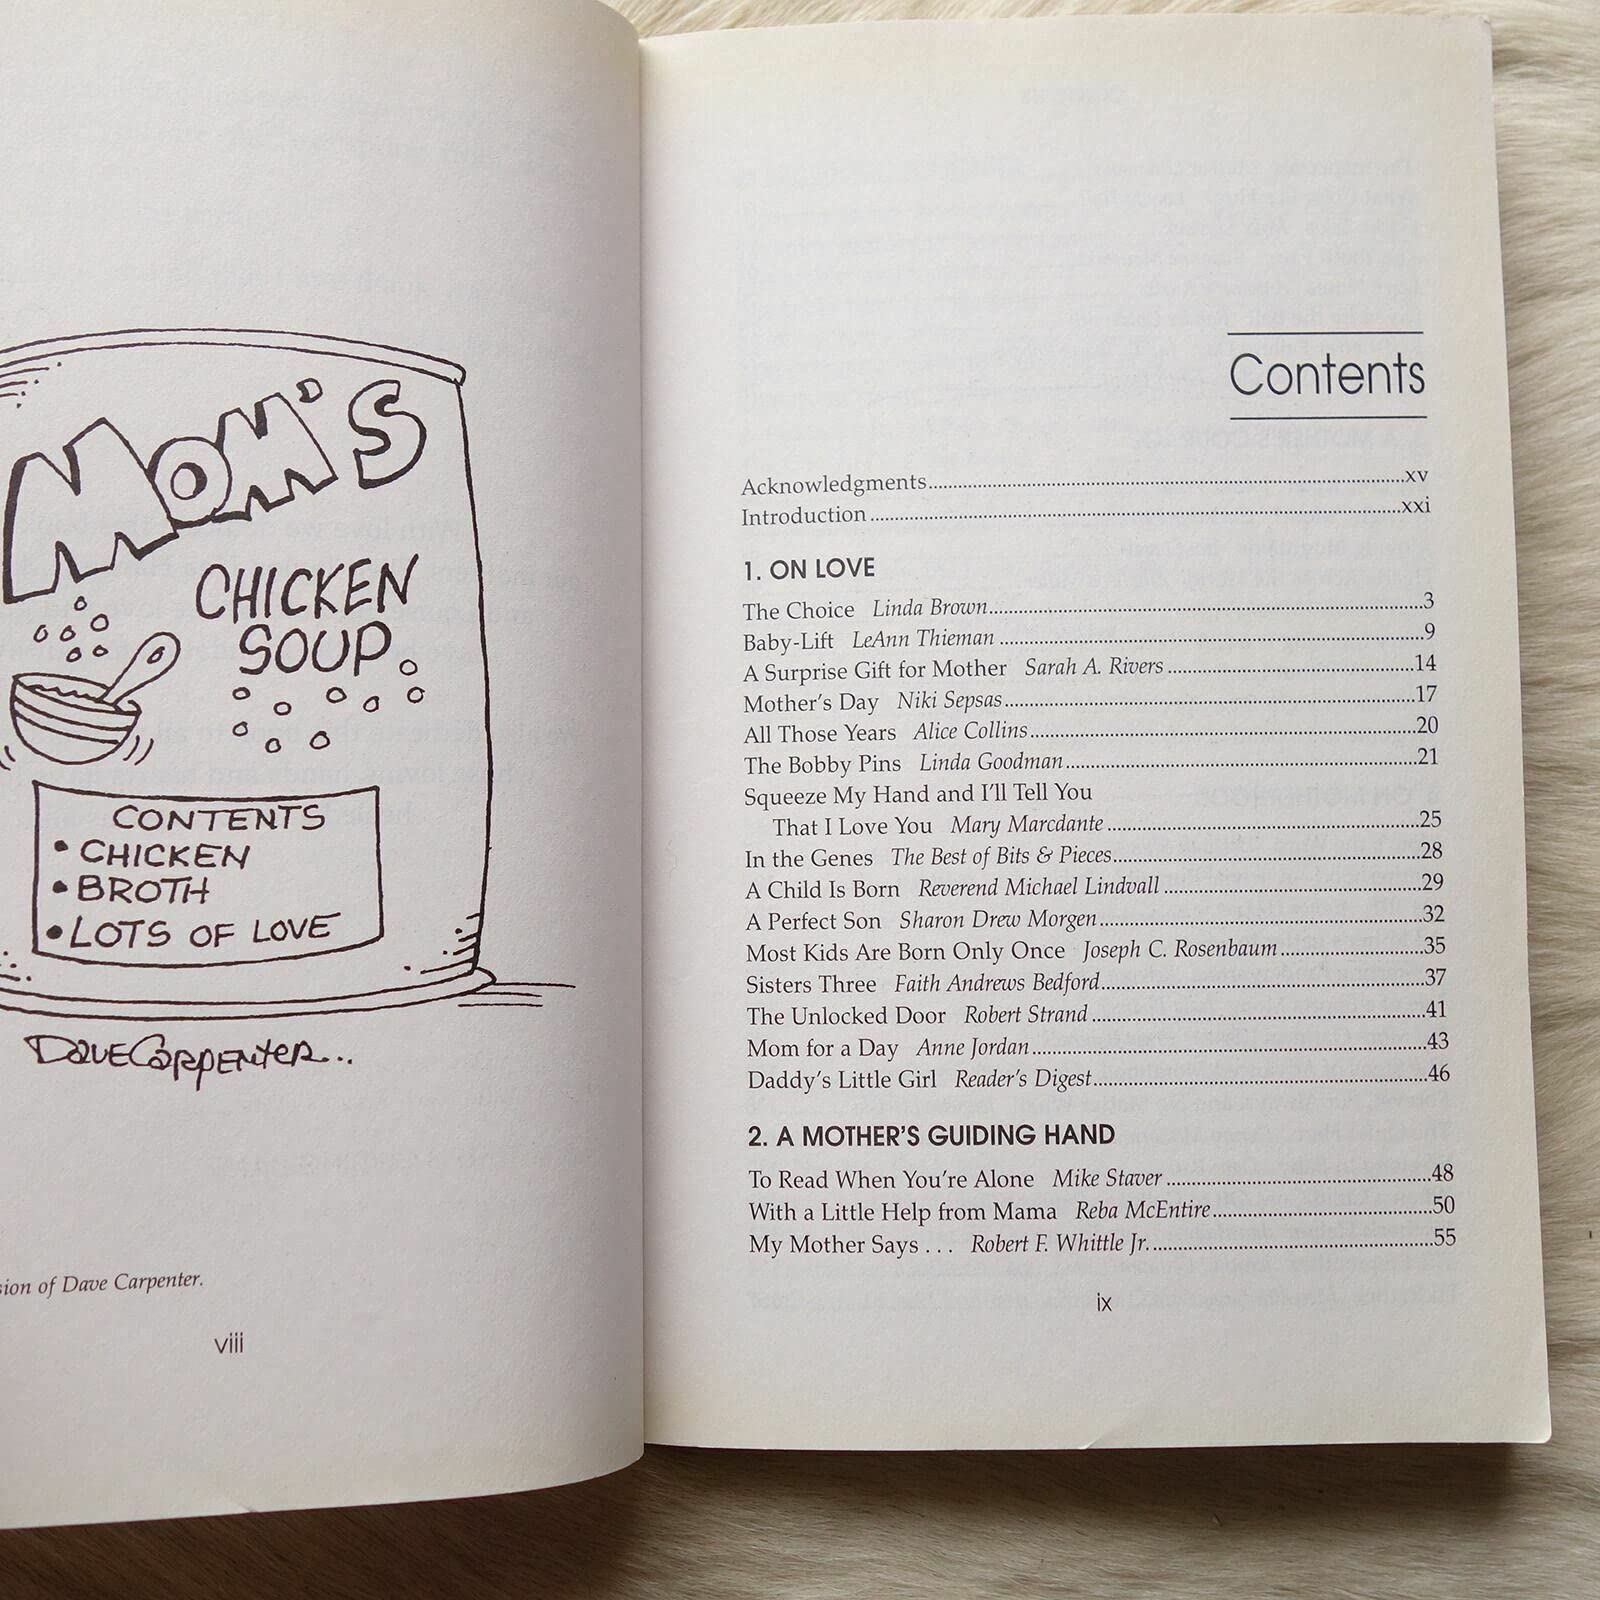 MOM'S
CHICKEN
SOUP
CONTENTS
• CHICKEN
• BROTH
• LOTS OF LOVE
DAVE CARPENTER...
sion of Dave Carpenter.
viii
Contents
Acknowledgments..........xv
Introduction..........xxi
1. ON LOVE
The Choice Linda Brown..........3
Baby-Lift LeAnn Thieman..........9
A Surprise Gift for Mother Sarah A. Rivers..........14
Mother's Day Niki Sepsas..........17
All Those Years Alice Collins..........20
The Bobby Pins Linda Goodman..........21
Squeeze My Hand and I'll Tell You
That I Love You Mary Marcdante..........25
In the Genes The Best of Bits & Pieces..........28
A Child Is Born Reverend Michael Lindvall..........29
A Perfect Son Sharon Drew Morgen..........32
Most Kids Are Born Only Once Joseph C. Rosenbaum..........35
Sisters Three Faith Andrews Bedford..........37
The Unlocked Door Robert Strand..........41
Mom for a Day Anne Jordan..........43
Daddy's Little Girl Reader's Digest..........46
2. A MOTHER'S GUIDING HAND
To Read When You're Alone Mike Staver..........48
With a Little Help from Mama Reba McEntire..........50
My Mother Says . . . Robert F. Whittle Jr...........55
ix